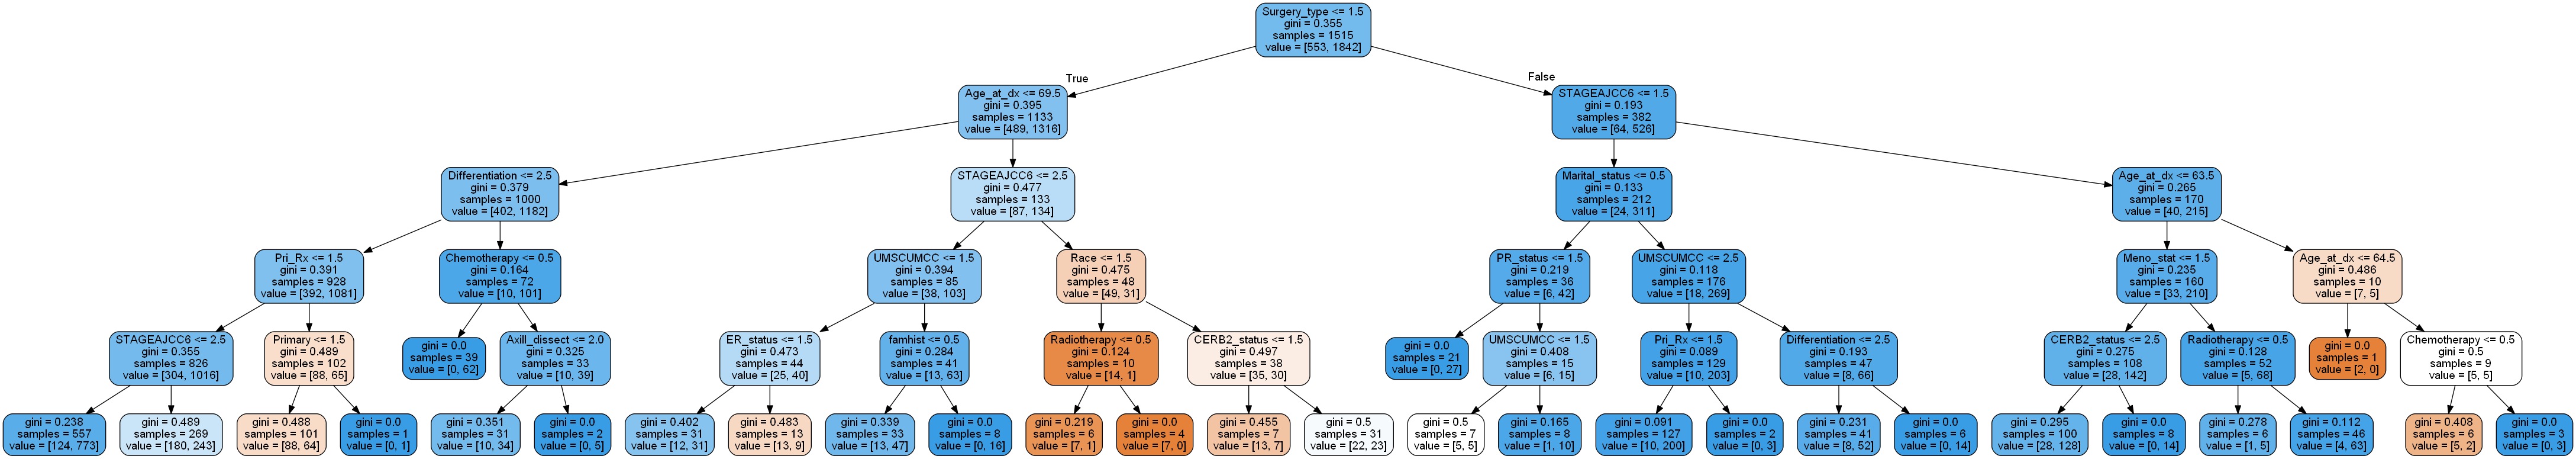 Surgery_type <= 1.5
gini = 0.355
samples = 1515
value = [553, 1842]
True
False
Age_at_dx <= 69.5
gini = 0.395
samples = 1133
value = [489, 1316]
STAGEAJCC6 <= 1.5
gini = 0.193
samples = 382
value = [64, 526]
Differentiation <= 2.5
gini = 0.379
samples = 1000
value = [402, 1182]
STAGEAJCC6 <= 2.5
gini = 0.477
samples = 133
value = [87, 134]
Marital_status <= 0.5
gini = 0.133
samples = 212
value = [24, 311]
Age_at_dx <= 63.5
gini = 0.265
samples = 170
value = [40, 215]
Pri_Rx <= 1.5
gini = 0.391
samples = 928
value = [392, 1081]
Chemotherapy <= 0.5
gini = 0.164
samples = 72
value = [10, 101]
UMSCUMCC <= 1.5
gini = 0.394
samples = 85
value = [38, 103]
Race <= 1.5
gini = 0.475
samples = 48
value = [49, 31]
PR_status <= 1.5
gini = 0.219
samples = 36
value = [6, 42]
UMSCUMCC <= 2.5
gini = 0.118
samples = 176
value = [18, 269]
Meno_stat <= 1.5
gini = 0.235
samples = 160
value = [33, 210]
Age_at_dx <= 64.5
gini = 0.486
samples = 10
value = [7, 5]
STAGEAJCC6 <= 2.5
gini = 0.355
samples = 826
value = [304, 1016]
Primary <= 1.5
gini = 0.489
samples = 102
value = [88, 65]
gini = 0.0
samples = 39
value = [0, 62]
Axill_dissect <= 2.0
gini = 0.325
samples = 33
value = [10, 39]
ER_status <= 1.5
gini = 0.473
samples = 44
value = [25, 40]
famhist <= 0.5
gini = 0.284
samples = 41
value = [13, 63]
Radiotherapy <= 0.5
gini = 0.124
samples = 10
value = [14, 1]
CERB2_status <= 1.5
gini = 0.497
samples = 38
value = [35, 30]
gini = 0.0
samples = 21
value = [0, 27]
UMSCUMCC <= 1.5
gini = 0.408
samples = 15
value = [6, 15]
Pri_Rx <= 1.5
gini = 0.089
samples = 129
value = [10, 203]
Differentiation <= 2.5
gini = 0.193
samples = 47
value = [8, 66]
CERB2_status <= 2.5
gini = 0.275
samples = 108
value = [28, 142]
Radiotherapy <= 0.5
gini = 0.128
samples = 52
value = [5, 68]
gini = 0.0
samples = 1
value = [2, 0]
Chemotherapy <= 0.5
gini = 0.5
samples = 9
value = [5, 5]
gini = 0.238
samples = 557
value = [124, 773]
gini = 0.489
samples = 269
value = [180, 243]
gini = 0.488
samples = 101
value = [88, 64]
gini = 0.0
samples = 1
value = [0, 1]
gini = 0.351
samples = 31
value = [10, 34]
gini = 0.0
samples = 2
value = [0, 5]
gini = 0.402
samples = 31
value = [12, 31]
gini = 0.483
samples = 13
value = [13, 9]
gini = 0.339
samples = 33
value = [13, 47]
gini = 0.0
samples = 8
value = [0, 16]
gini = 0.219
samples = 6
value = [7, 1]
gini = 0.0
samples = 4
value = [7, 0]
gini = 0.455
samples = 7
value = [13, 7]
gini = 0.5
samples = 31
value = [22, 23]
gini = 0.5
samples = 7
value = [5, 5]
gini = 0.165
samples = 8
value = [1, 10]
gini = 0.091
samples = 127
value = [10, 200]
gini = 0.0
samples = 2
value = [0, 3]
gini = 0.231
samples = 41
value = [8, 52]
gini = 0.0
samples = 6
value = [0, 14]
gini = 0.295
samples = 100
value = [28, 128]
gini = 0.0
samples = 8
value = [0, 14]
gini = 0.278
samples = 6
value = [1, 5]
gini = 0.112
samples = 46
value = [4, 63]
gini = 0.408
samples = 6
value = [5, 2]
gini = 0.0
samples = 3
value = [0, 3]